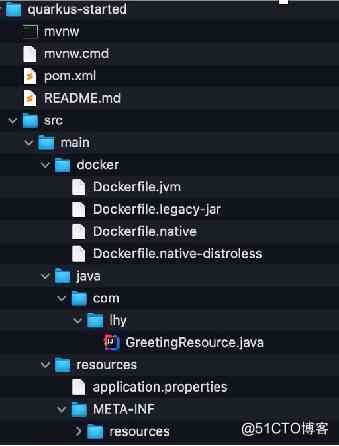 quarkus-started
mvnw
mvnw.cmd
pom.xml
README.md
src
main
docker
Dockerfile.jvm
Dockerfile.legacy-jar
Dockerfile.native
Dockerfile.native-distroless
java
com
lhy
GreetingResource.java
resources
application.properties
META-INF
resources
@51CTO博客